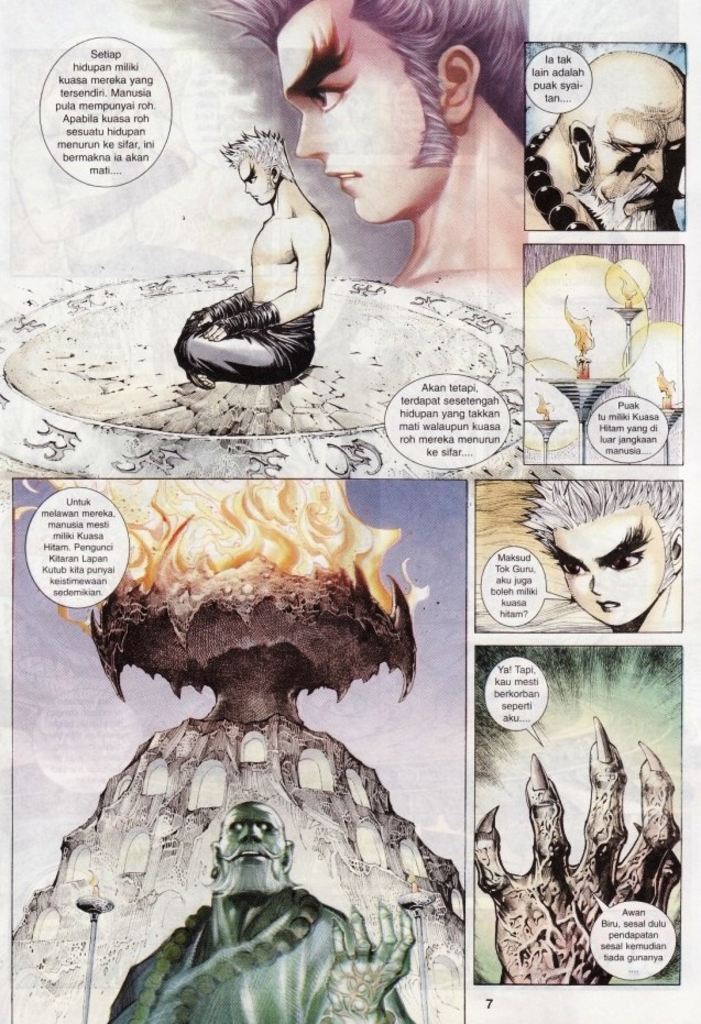 Setiap
hidupan miliki
kuasa mereka yang
tersendiri. Manusia
pula mempunyai roh.
Apabila kuasa roh
sesuatu hidupan
menurun ke sifar, ini
bermakna ia akan
mati....
Akan tetapi,
terdapat sesetengah
hidupan yang takkan
mati walaupun kuasa
roh mereka menurun
ke sifar....
Ia tak
lain adalah
puak syai-
tan....
Puak
tu miliki Kuasa
Hitam yang di
luar jangkaan
manusia....
Untuk
melawan mereka,
manusia mesti
miliki Kuasa
Hitam. Pengunci
Kitaran Lapan
Kutub kita punyai
keistimewaan
sedemikian.
Maksud
Tok Guru,
aku juga
boleh miliki
kuasa
hitam?
Ya! Tapi,
kau mesti
berkorban
seperti
aku....
Awan
Biru, sesal dulu
pendapatan
sesal kemudian
tiada gunanya
....
7